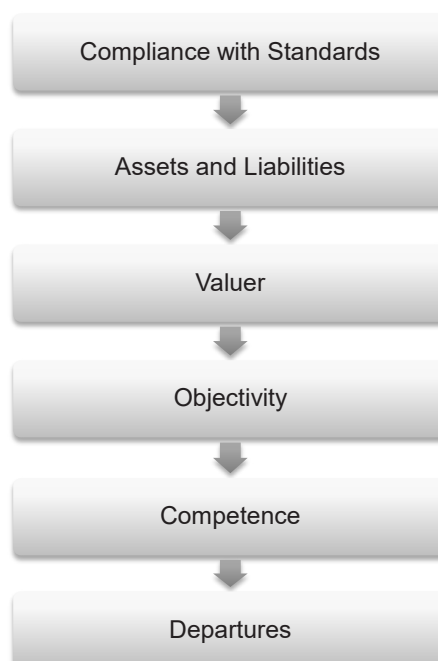 Compliance with Standards
Assets and Liabilities
Valuer
Objectivity
Competence
Departures